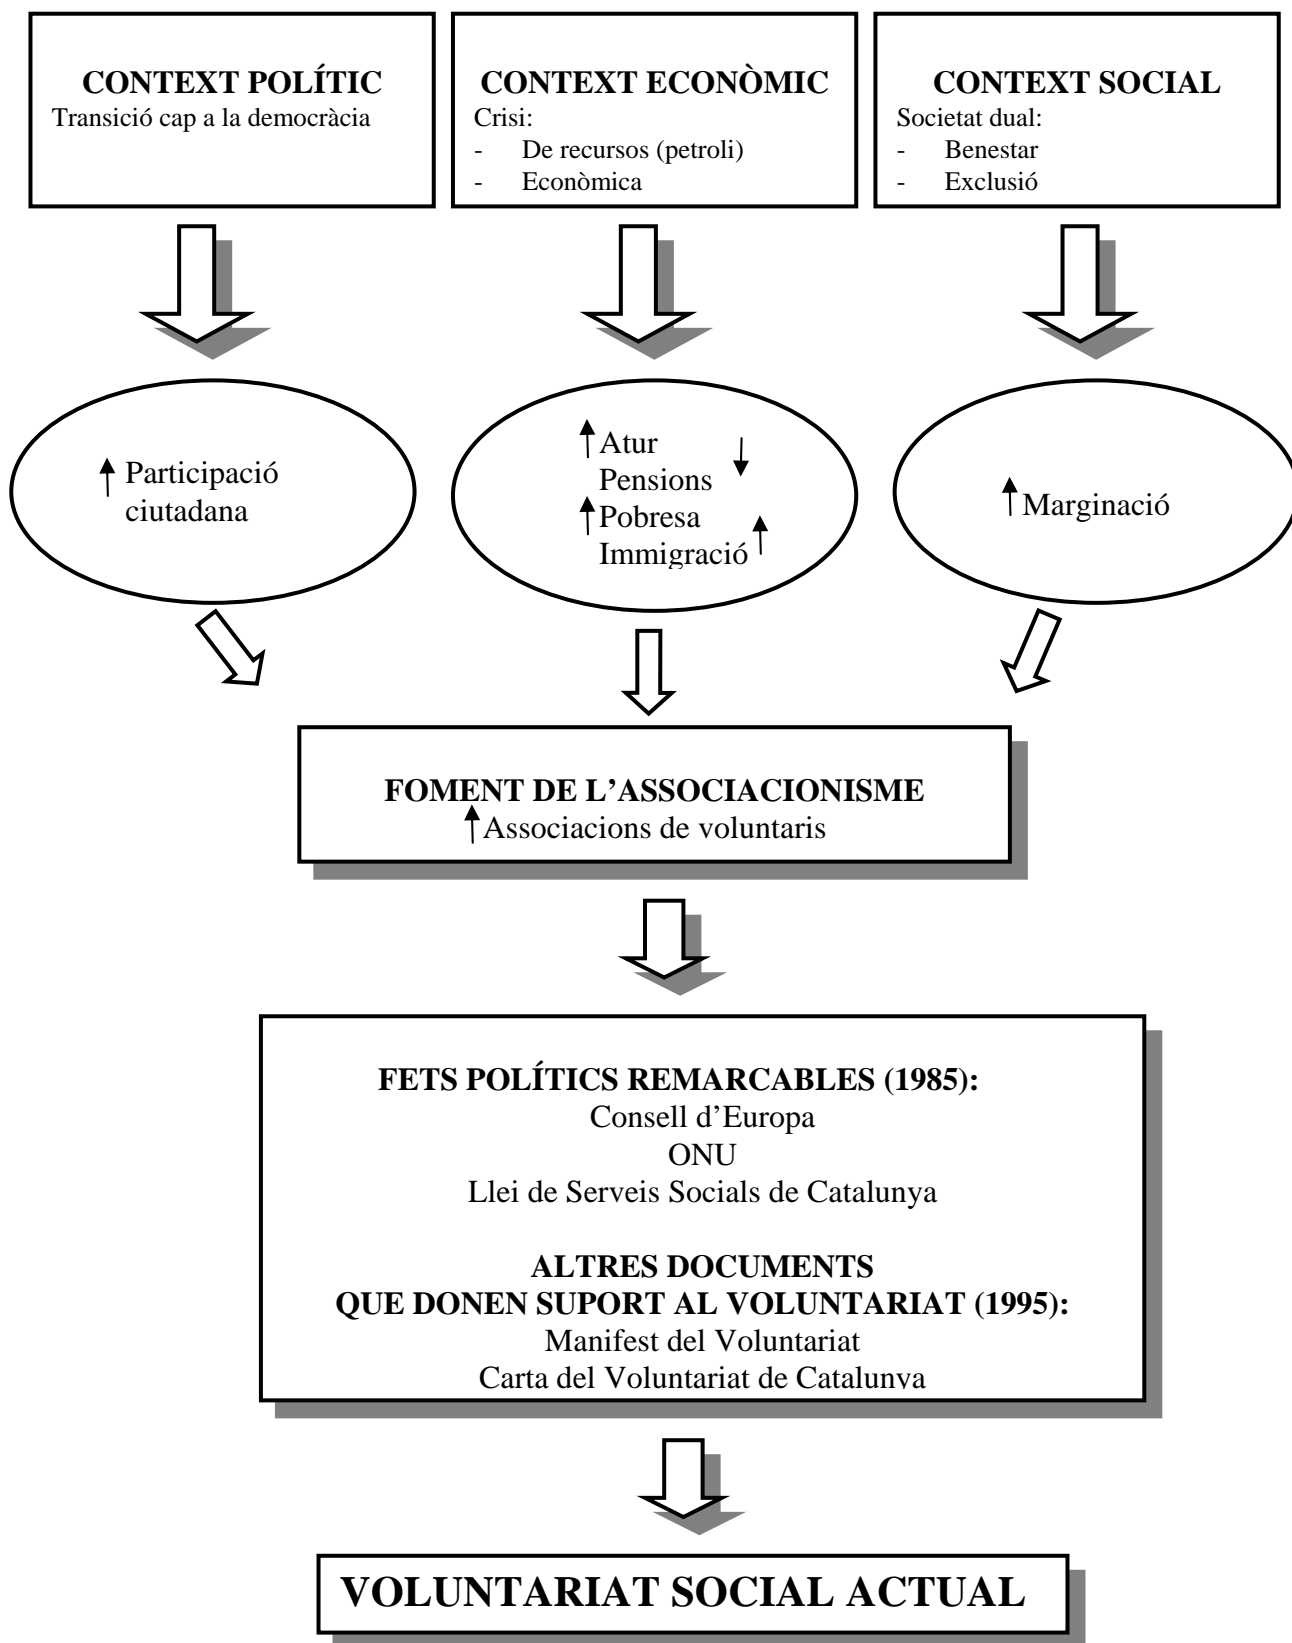 CONTEXT POLÍTIC
Transició cap a la democràcia
CONTEXT ECONÒMIC
Crisi:
- De recursos (petroli)
- Econòmica
CONTEXT SOCIAL
Societat dual:
- Benestar
- Exclusió
Participació
ciutadana
Atur
Pensions
Pobresa
Immigració
Marginació
FOMENT DE L’ASSOCIACIONISME
Associacions de voluntaris
FETS POLÍTICS REMARCABLES (1985):
Consell d’Europa
ONU
Llei de Serveis Socials de Catalunya
ALTRES DOCUMENTS
QUE DONEN SUPORT AL VOLUNTARIAT (1995):
Manifest del Voluntariat
Carta del Voluntariat de Catalunya
VOLUNTARIAT SOCIAL ACTUAL